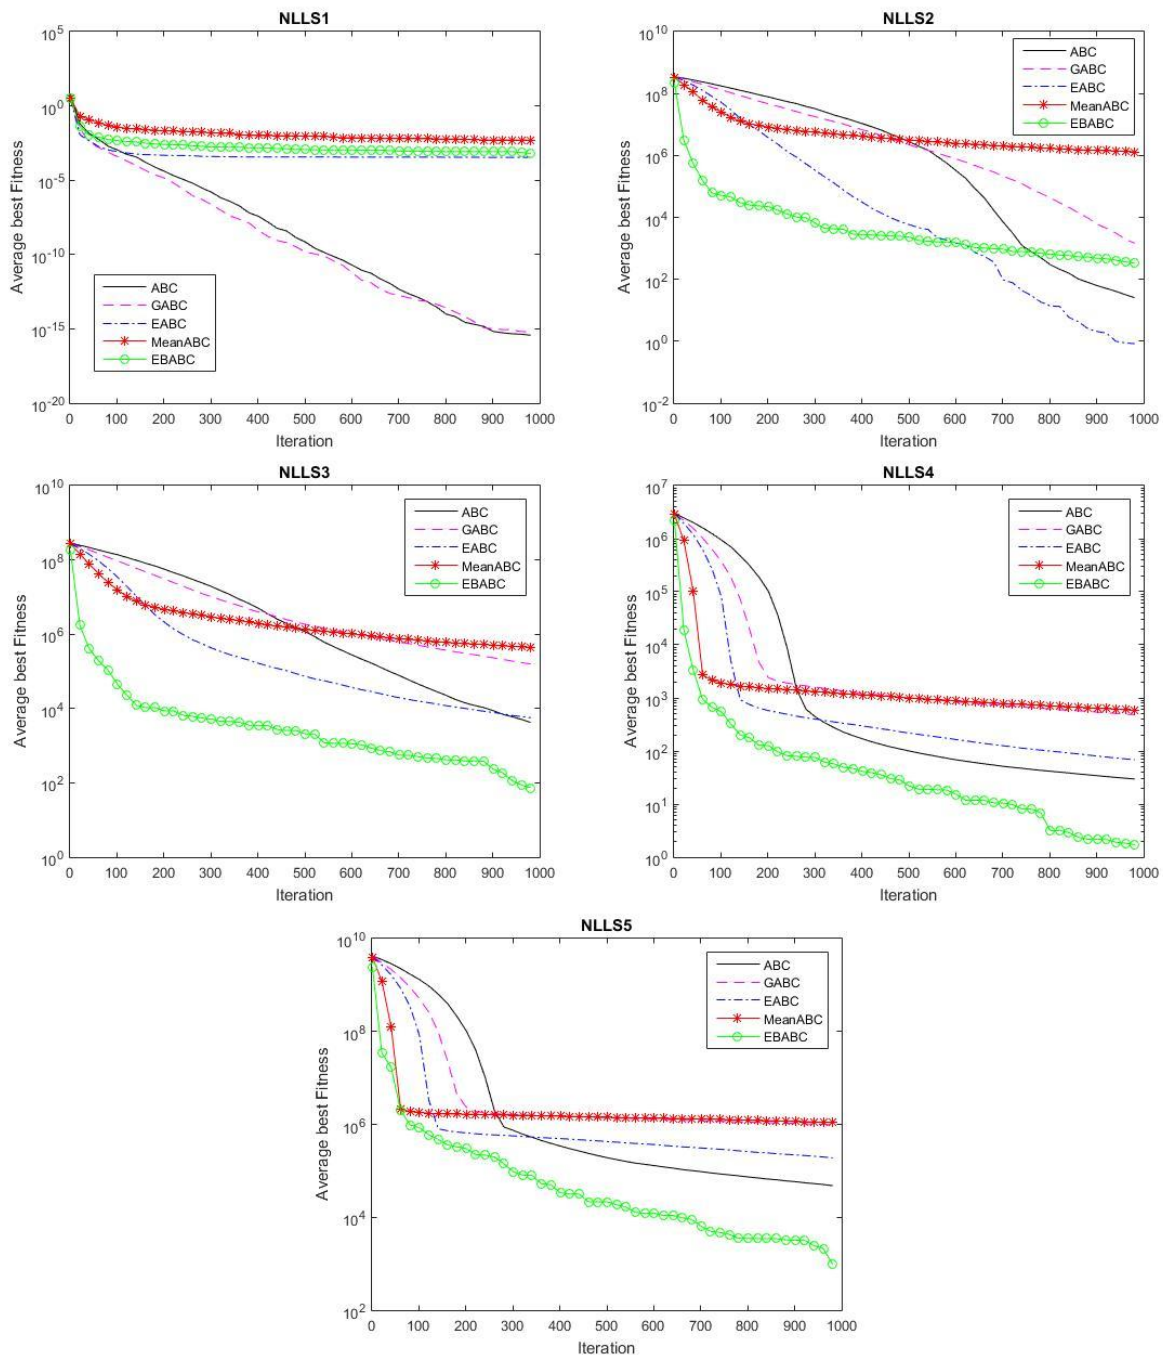 NLLS1
10^5
10^0
10^-5
10^-10
10^-15
10^-20
Average best Fitness
ABC
GABC
EABC
MeanABC
EBABC
0 100 200 300 400 500 600 700 800 900 1000
Iteration
NLLS2
10^10
10^8
10^6
10^4
10^2
10^0
10^-2
Average best Fitness
ABC
GABC
EABC
MeanABC
EBABC
0 100 200 300 400 500 600 700 800 900 1000
Iteration
NLLS3
10^10
10^8
10^6
10^4
10^2
10^0
Average best Fitness
ABC
GABC
EABC
MeanABC
EBABC
0 100 200 300 400 500 600 700 800 900 1000
Iteration
NLLS4
10^7
10^6
10^5
10^4
10^3
10^2
10^1
10^0
Average best Fitness
ABC
GABC
EABC
MeanABC
EBABC
0 100 200 300 400 500 600 700 800 900 1000
Iteration
NLLS5
10^10
10^8
10^6
10^4
10^2
Average best Fitness
ABC
GABC
EABC
MeanABC
EBABC
0 100 200 300 400 500 600 700 800 900 1000
Iteration